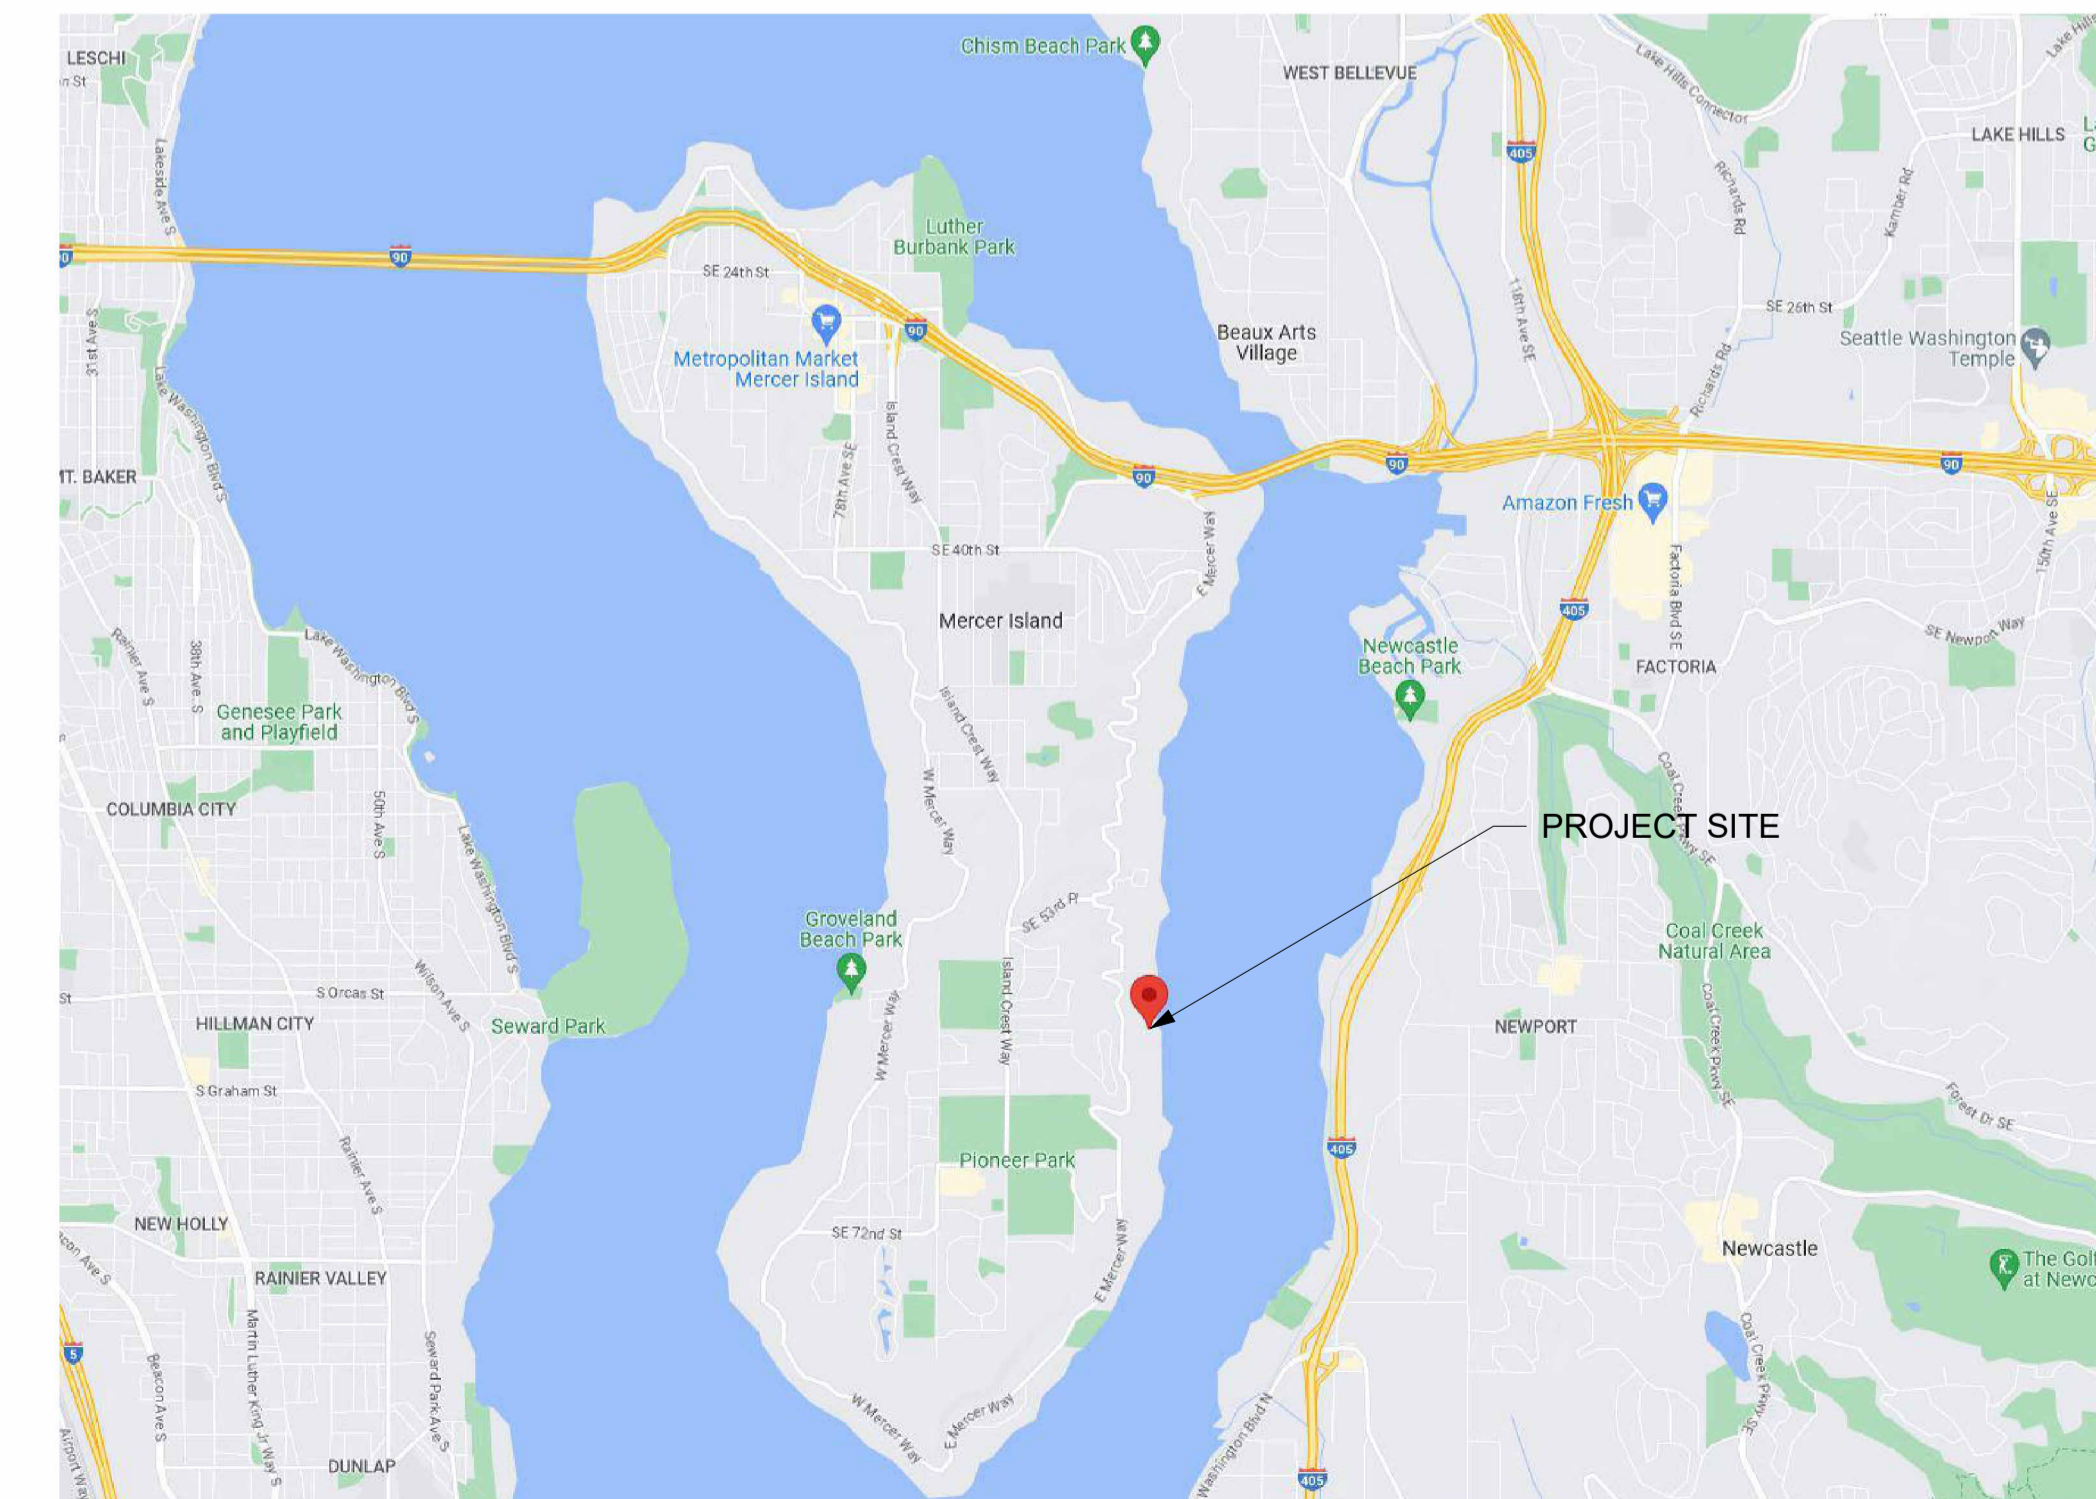 LESCHI
Chism Beach Park
WEST BELLEVUE
Lake Hills Connector
LAKE HILLS
405
Lakeside Ave S
Richards Rd
Kamber Rd
Luther
Burbank Park
90
SE 24th St
118th Ave SE
SE 26th St
31st Ave S
90
Metropolitan Market
Mercer Island
Beaux Arts
Village
Seattle Washington
Temple
Richards Rd
Lake Washington Blvd S
Island Crest Way
78th Ave SE
MT. BAKER
90
90
90
Amazon Fresh
150th Ave SE
SE 40th St
E Mercer Way
Factoria Blvd SE
405
Mercer Island
SE Newport Way
Newcastle
Beach Park
FACTORIA
Rainier Ave S
38th Ave S
Lake Washington Blvd S
Genesee Park
and Playfield
Island Crest Way
W Mercer Way
Coal Creek Pkwy SE
COLUMBIA CITY
50th Ave S
Lake Washington Blvd S
PROJECT SITE
SE 53rd Pl
Groveland
Beach Park
Coal Creek
Natural Area
Wilson Ave S
St
S Orcas St
Island Crest Way
W Mercer Way
Coal Creek Pkwy SE
HILLMAN CITY
Seward Park
NEWPORT
S Graham St
Forest Dr SE
405
Rainier Ave S
Pioneer Park
NEW HOLLY
SE 72nd St
E Mercer Way
Newcastle
RAINIER VALLEY
The Golf
at Newc
5
Beacon Ave S
Martin Luther King Jr Way S
Seward Park Ave S
Coal Creek Pkwy SE
W Mercer Way
E Mercer Way
Washington Blvd N
Airport Way
DUNLAP
405